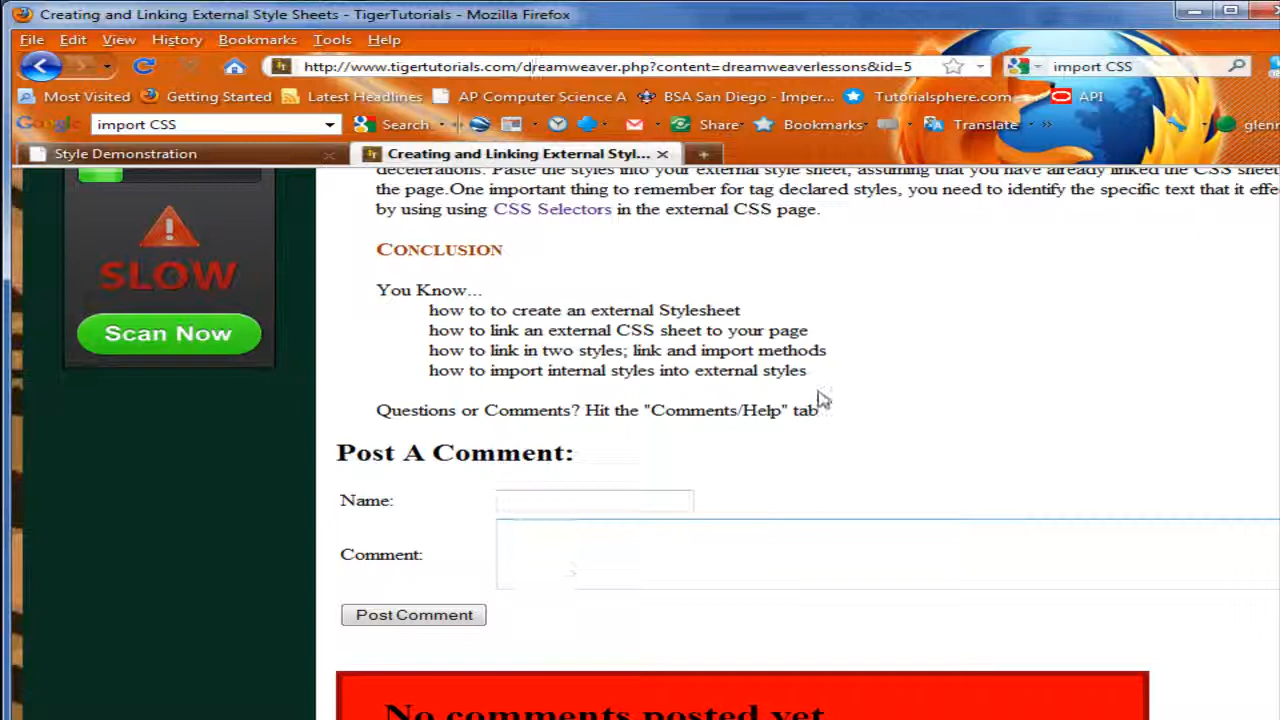 Creating and Linking External Style Sheets - TigerTutorials - Mozilla Firefox
File Edit View History Bookmarks Tools Help
http://www.tigertutorials.com/dreamweaver.php?content=dreamweaverlessons&id=5 import CSS
Most Visited Getting Started Latest Headlines AP Computer Science A BSA San Diego - Imper... Tutorialsphere.com API
Google import CSS Search Share Bookmarks Translate glenn
Style Demonstration Creating and Linking External Styl...
decelerations. Paste the styles into your external style sheet, assuming that you have already linked the CSS sheet
the page.One important thing to remember for tag declared styles, you need to identify the specific text that it effe
by using using CSS Selectors in the external CSS page.
SLOW
Scan Now
CONCLUSION
You Know...
how to to create an external Stylesheet
how to link an external CSS sheet to your page
how to link in two styles; link and import methods
how to import internal styles into external styles
Questions or Comments? Hit the "Comments/Help" tab
Post A Comment:
Name:
Comment:
Post Comment
No comments posted yet